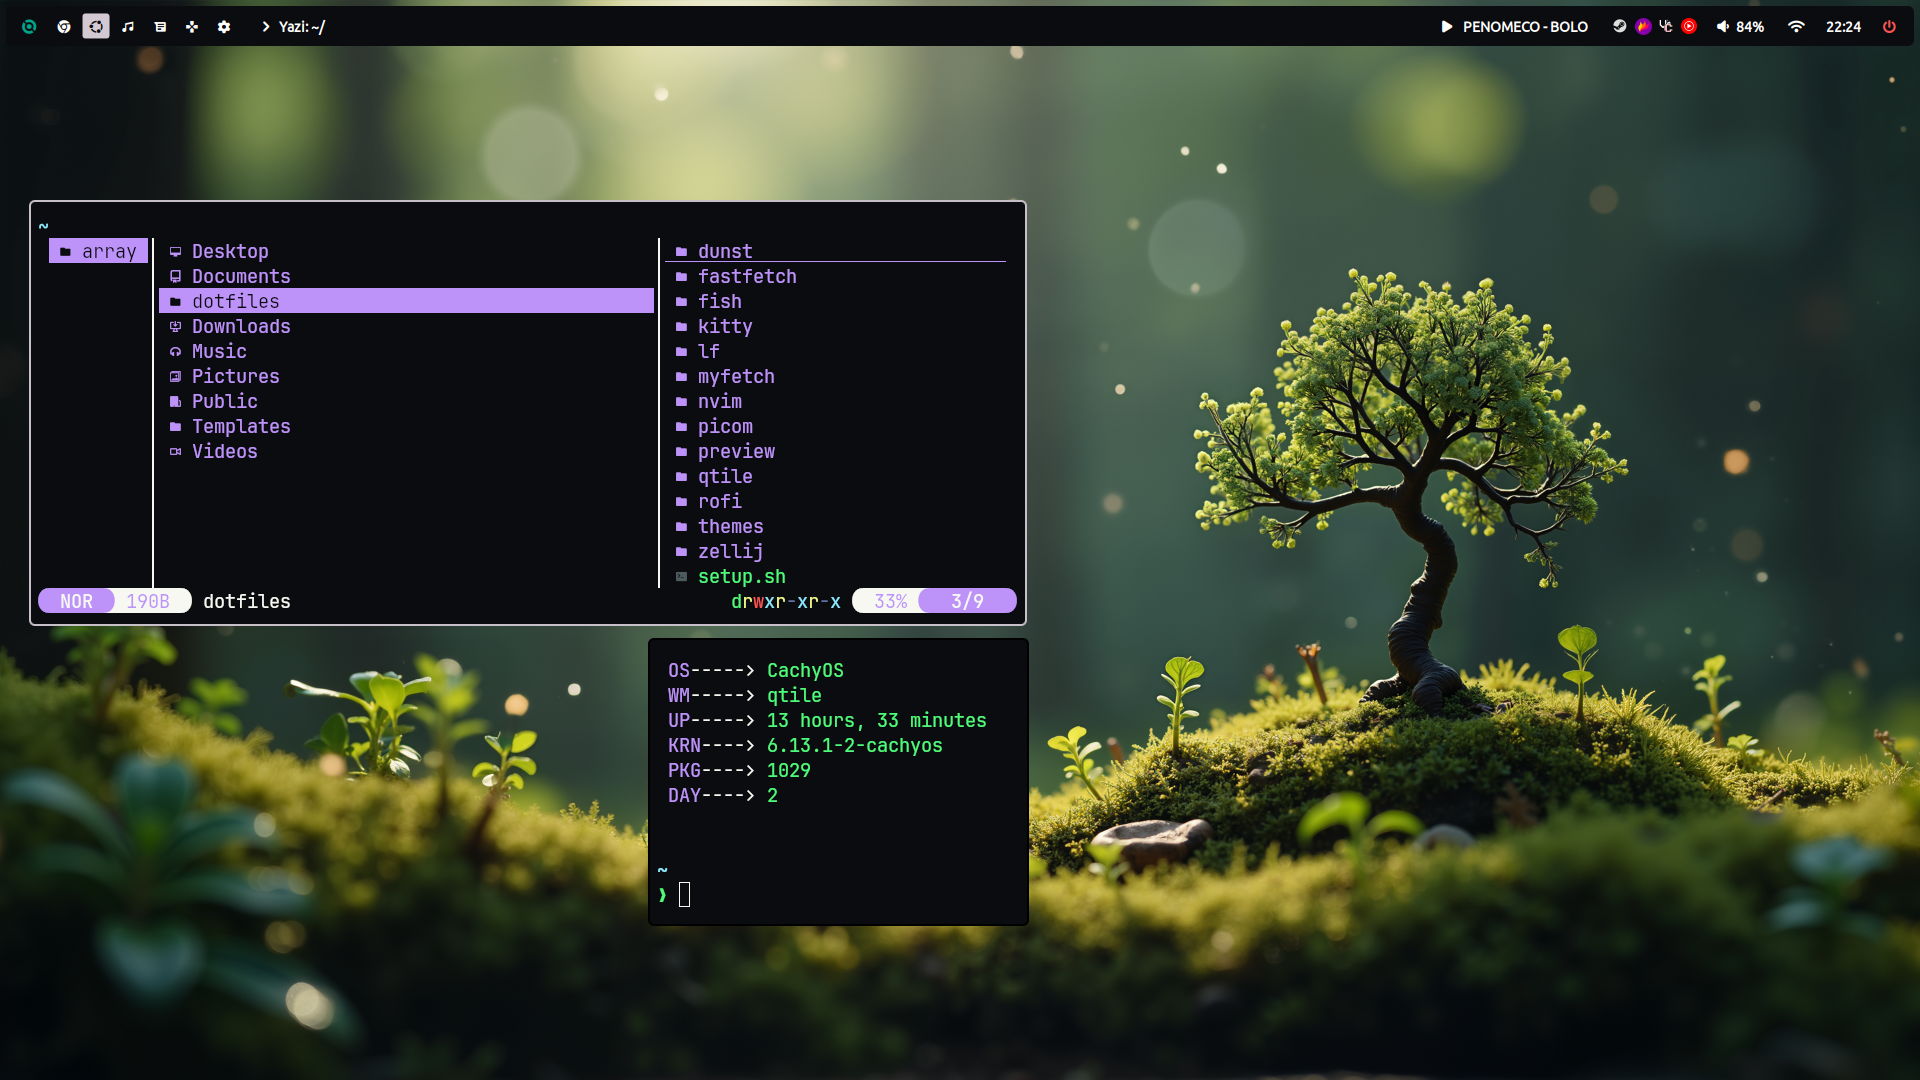 Yazi: ~/
PENOMECO - BOLO
84%
22:24
~
array
Desktop
Documents
dotfiles
Downloads
Music
Pictures
Public
Templates
Videos
dunst
fastfetch
fish
kitty
lf
myfetch
nvim
picom
preview
qtile
rofi
themes
zellij
setup.sh
NOR 190B dotfiles
drwxr-xr-x 33% 3/9
OS-----> CachyOS
WM-----> qtile
UP-----> 13 hours, 33 minutes
KRN----> 6.13.1-2-cachyos
PKG----> 1029
DAY----> 2
~
❯